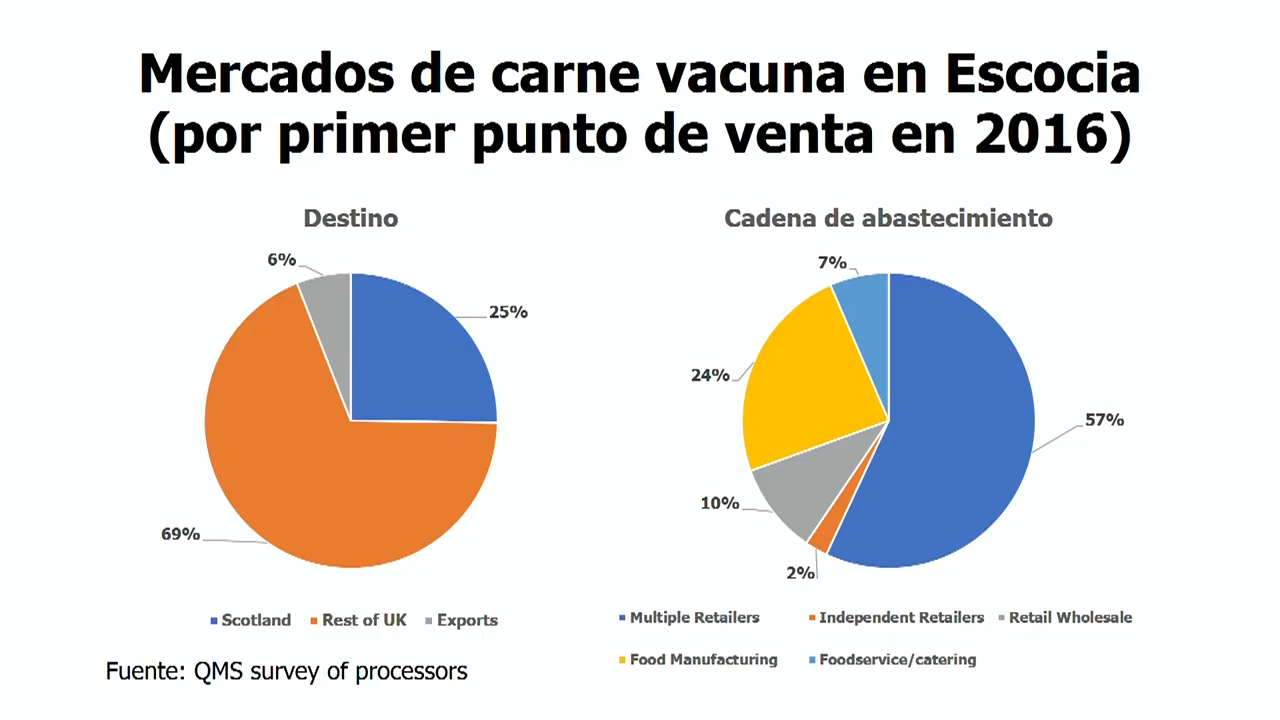 Mercados de carne vacuna en Escocia
(por primer punto de venta en 2016)
Destino
6%
25%
69%
Scotland
Rest of UK
Exports
Cadena de abastecimiento
7%
24%
57%
10%
2%
Multiple Retailers
Independent Retailers
Retail Wholesale
Food Manufacturing
Foodservice/catering
Fuente: QMS survey of processors